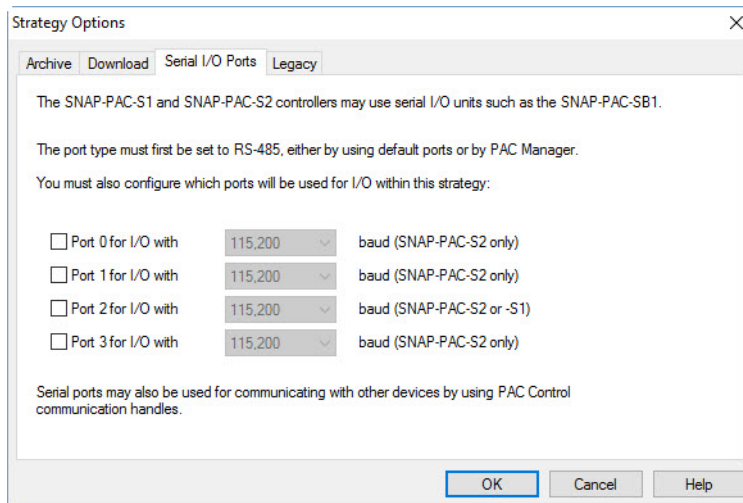 Strategy Options
Archive Download Serial I/O Ports Legacy
The SNAP-PAC-S1 and SNAP-PAC-S2 controllers may use serial I/O units such as the SNAP-PAC-SB1.
The port type must first be set to RS-485, either by using default ports or by PAC Manager.
You must also configure which ports will be used for I/O within this strategy:
Port 0 for I/O with 115,200 baud (SNAP-PAC-S2 only)
Port 1 for I/O with 115,200 baud (SNAP-PAC-S2 only)
Port 2 for I/O with 115,200 baud (SNAP-PAC-S2 or -S1)
Port 3 for I/O with 115,200 baud (SNAP-PAC-S2 only)
Serial ports may also be used for communicating with other devices by using PAC Control
communication handles.
OK Cancel Help